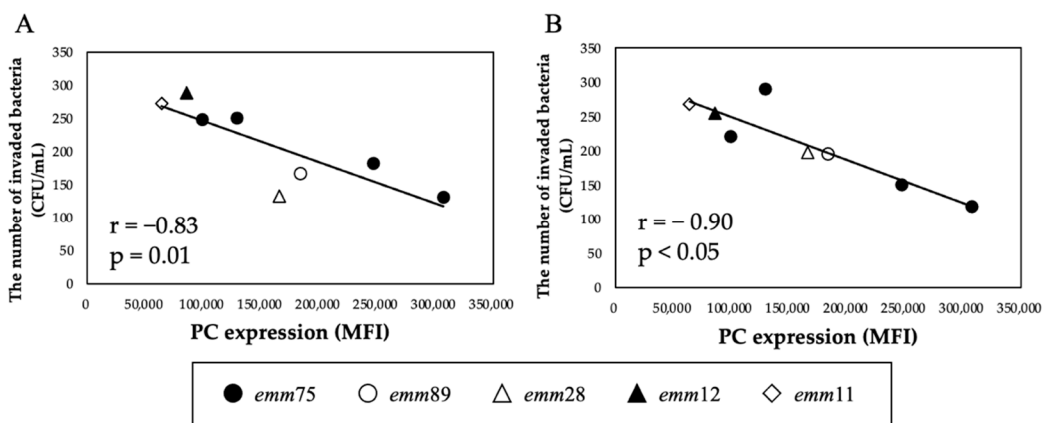 A
The number of invaded bacteria
(CFU/mL)
350
300
250
200
150
100
50
0
r = −0.83
p = 0.01
0 50,000 100,000 150,000 200,000 250,000 300,000 350,000
PC expression (MFI)
B
The number of invaded bacteria
(CFU/mL)
350
300
250
200
150
100
50
0
r = − 0.90
p < 0.05
0 50,000 100,000 150,000 200,000 250,000 300,000 350,000
PC expression (MFI)
emm75 emm89 emm28 emm12 emm11